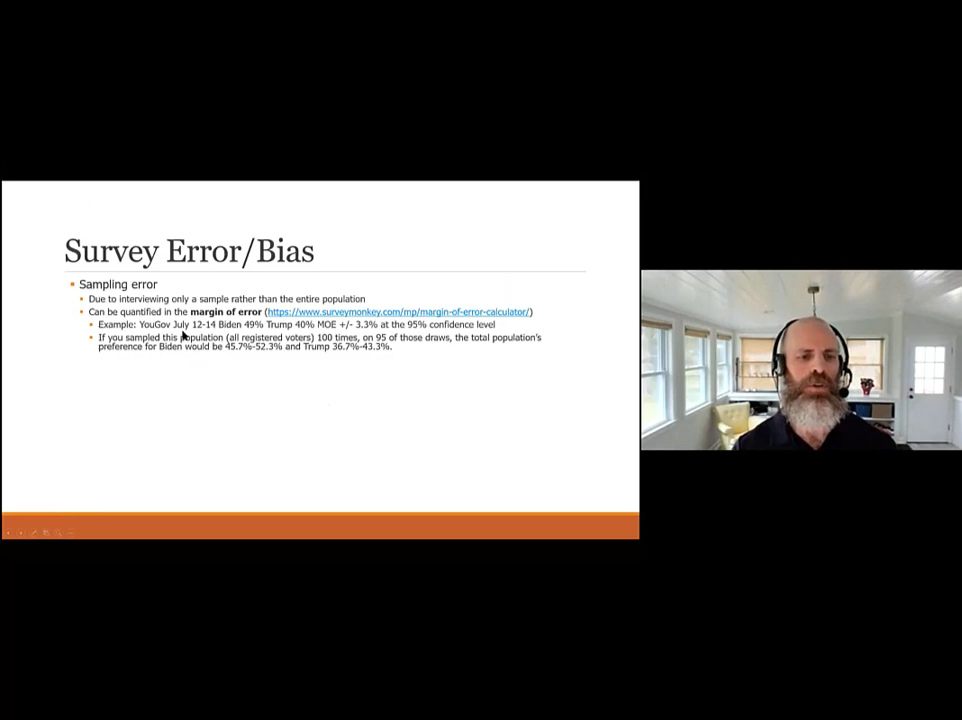 Survey Error/Bias
Sampling error
Due to interviewing only a sample rather than the entire population
Can be quantified in the margin of error (https://www.surveymonkey.com/mp/margin-of-error-calculator/)
Example: YouGov July 12-14 Biden 49% Trump 40% MOE +/- 3.3% at the 95% confidence level
If you sampled this population (all registered voters) 100 times, on 95 of those draws, the total population's
preference for Biden would be 45.7%-52.3% and Trump 36.7%-43.3%.